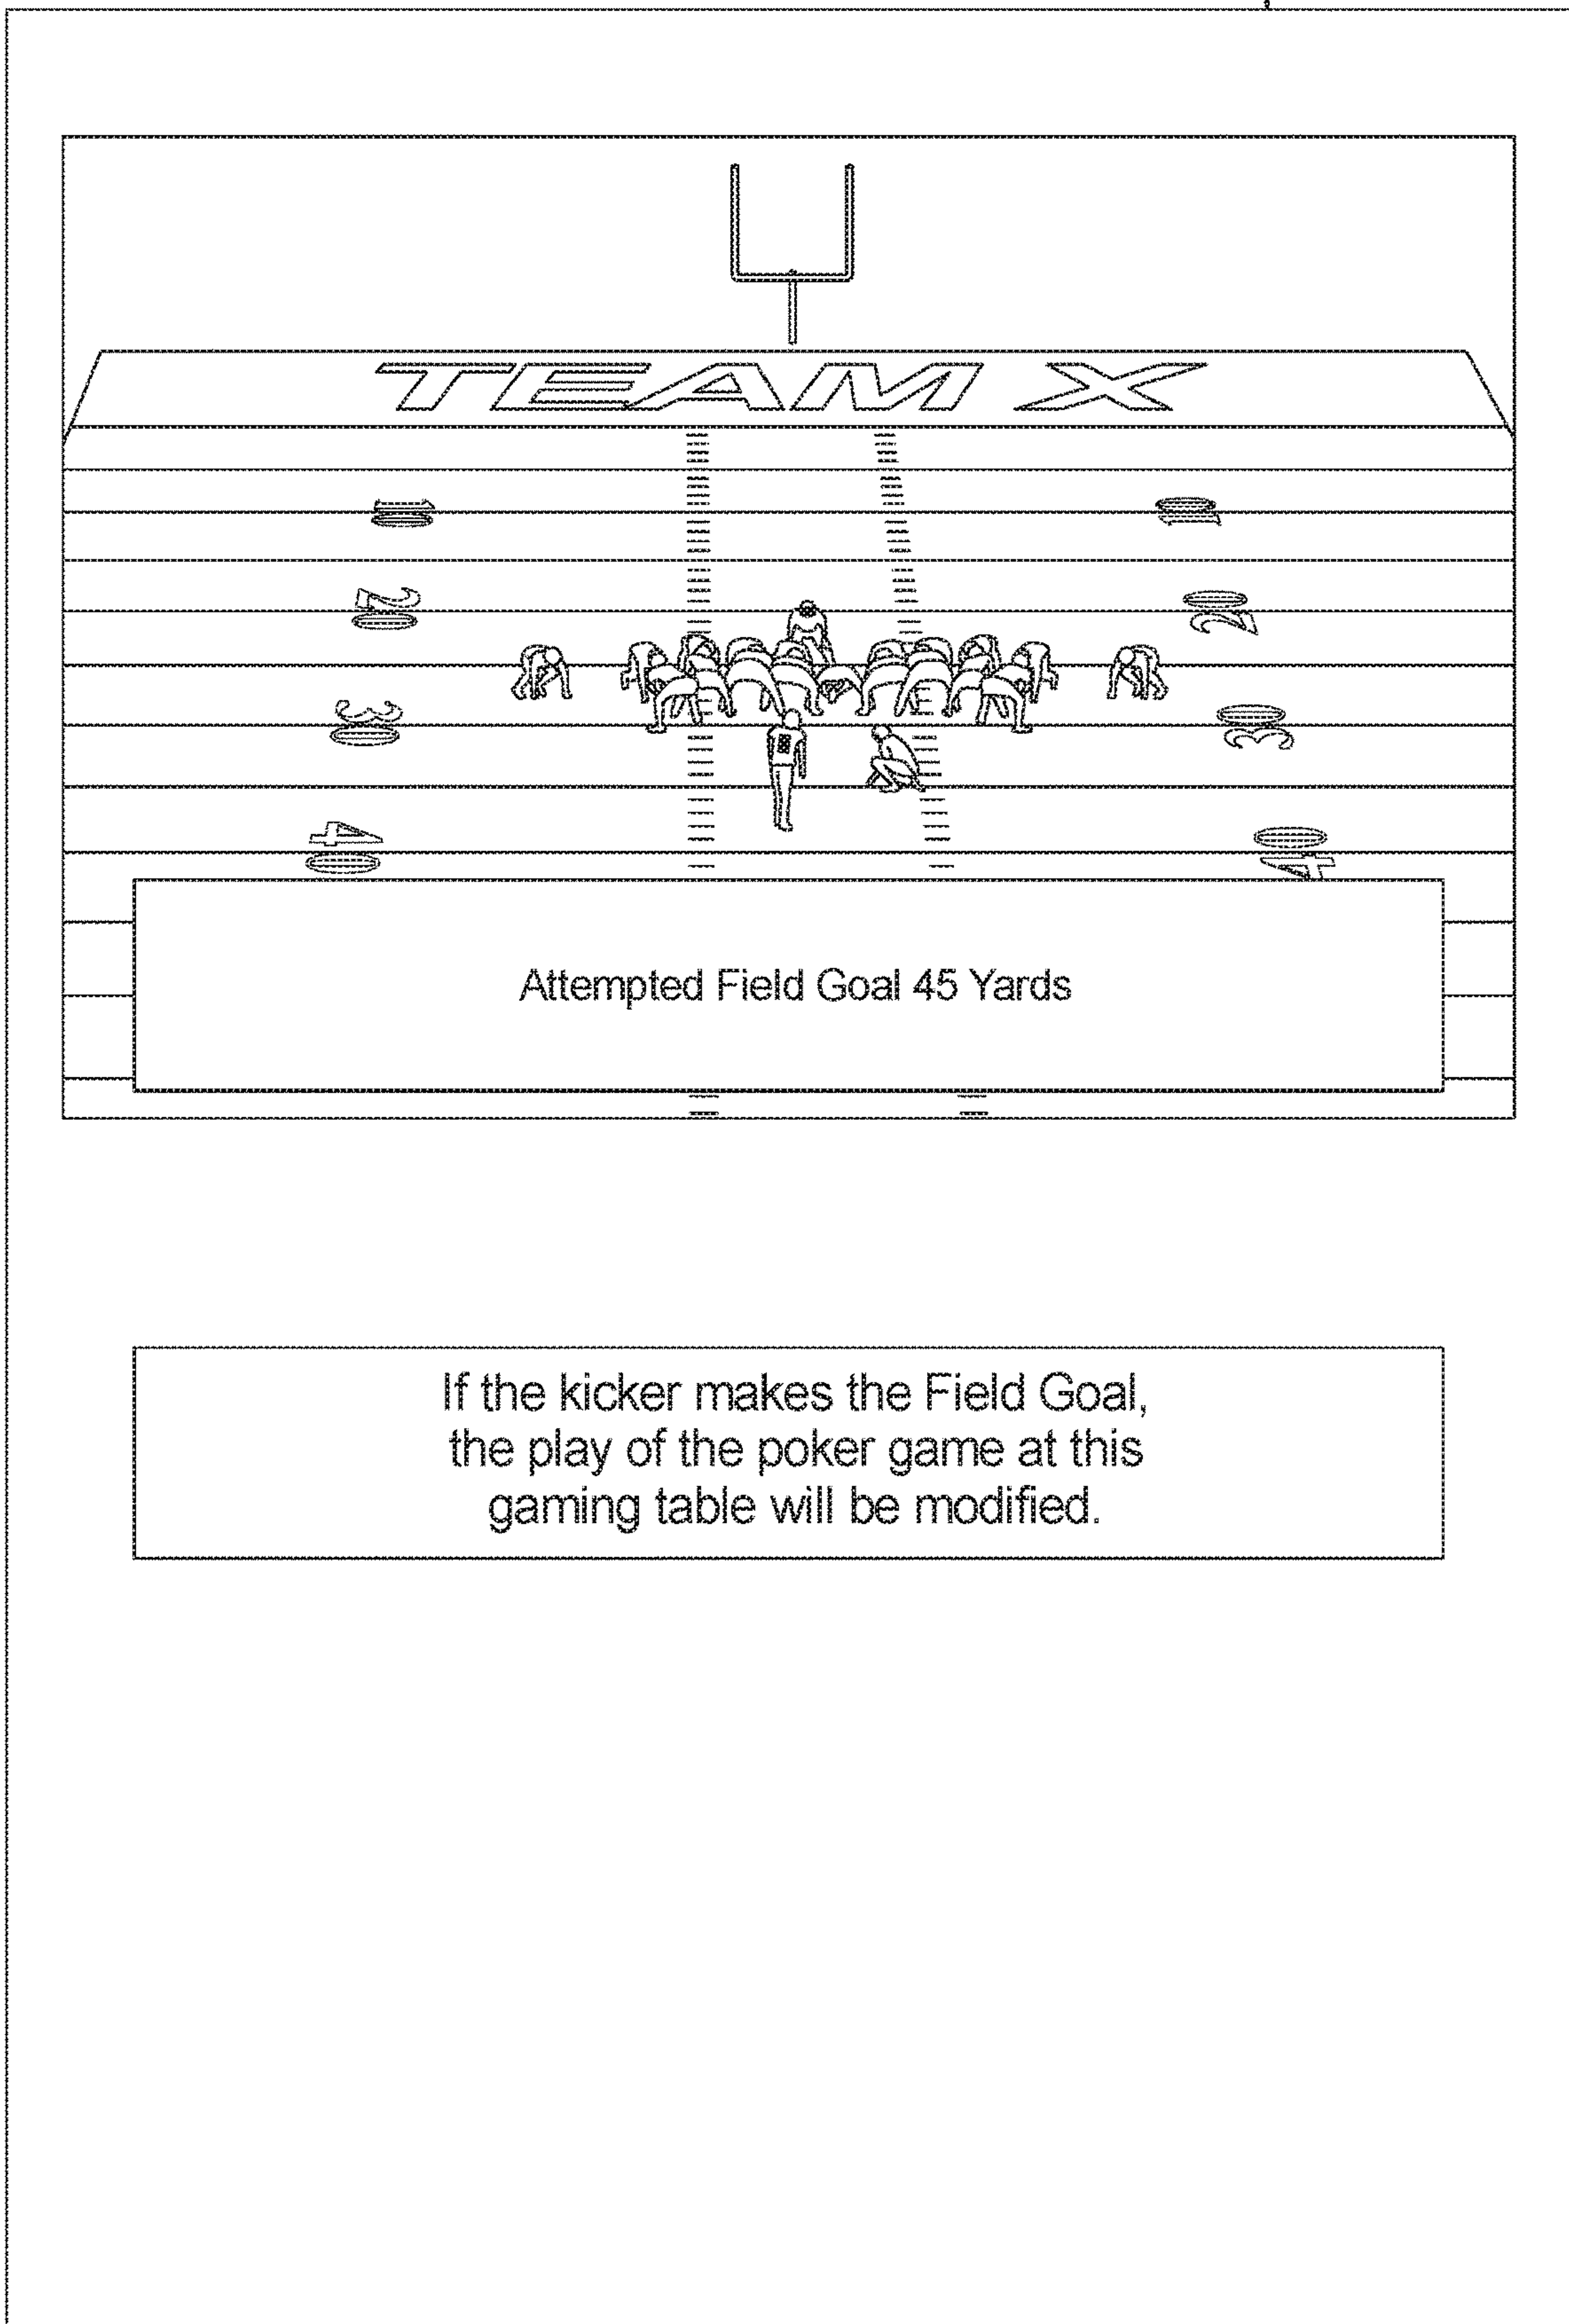 TEAM X
10 10
20 20
30 30
40 40
Attempted Field Goal 45 Yards
If the kicker makes the Field Goal,
the play of the poker game at this
gaming table will be modified.